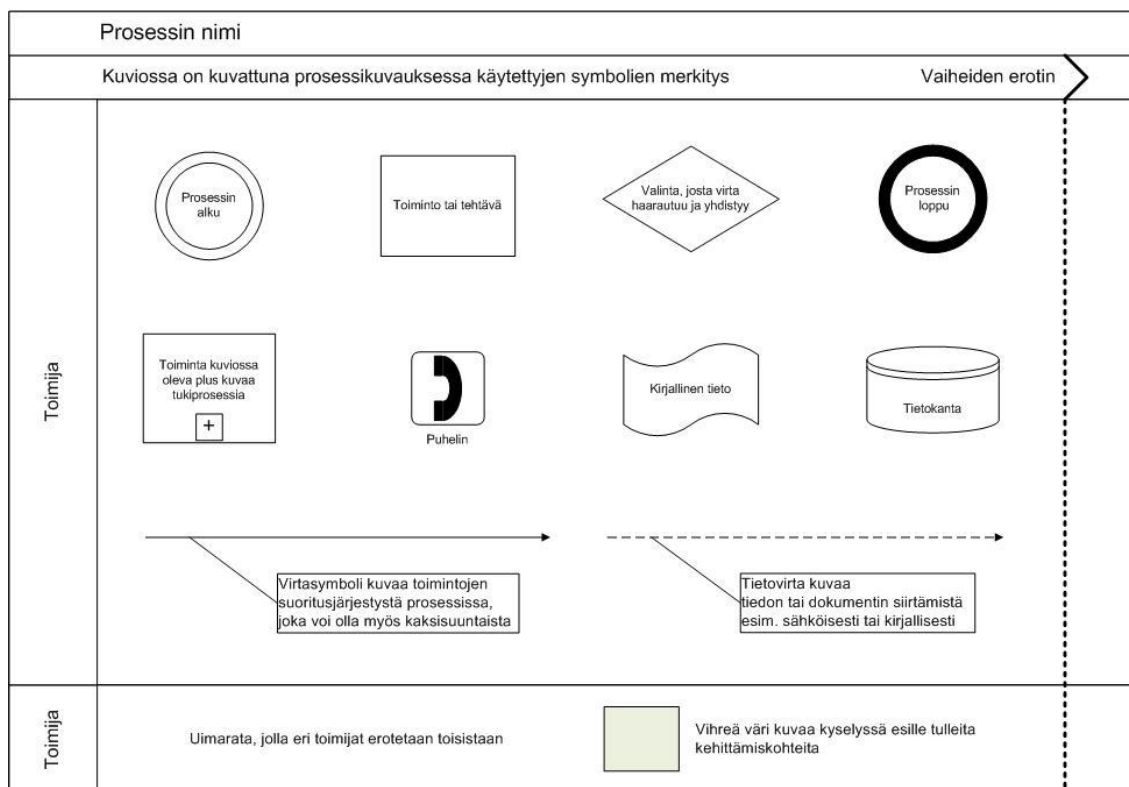 Prosessin nimi
Kuviossa on kuvattuna prosessikuvauksessa käytettyjen symbolien merkitys
Vaiheiden erotin
Toimija
Prosessin
alku
Toiminto tai tehtävä
Valinta, josta virta
haarautuu ja yhdistyy
Prosessin
loppu
Toiminta kuviossa
oleva plus kuvaa
tukiprosessia
+
Puhelin
Kirjallinen tieto
Tietokanta
Virtasymboli kuvaa toimintojen
suoritusjärjestystä prosessissa,
joka voi olla myös kaksisuuntaista
Tietovirta kuvaa
tiedon tai dokumentin siirtämistä
esim. sähköisesti tai kirjallisesti
Toimija
Uimarata, jolla eri toimijat erotetaan toisistaan
Vihreä väri kuvaa kyselyssä esille tulleita
kehittämiskohteita